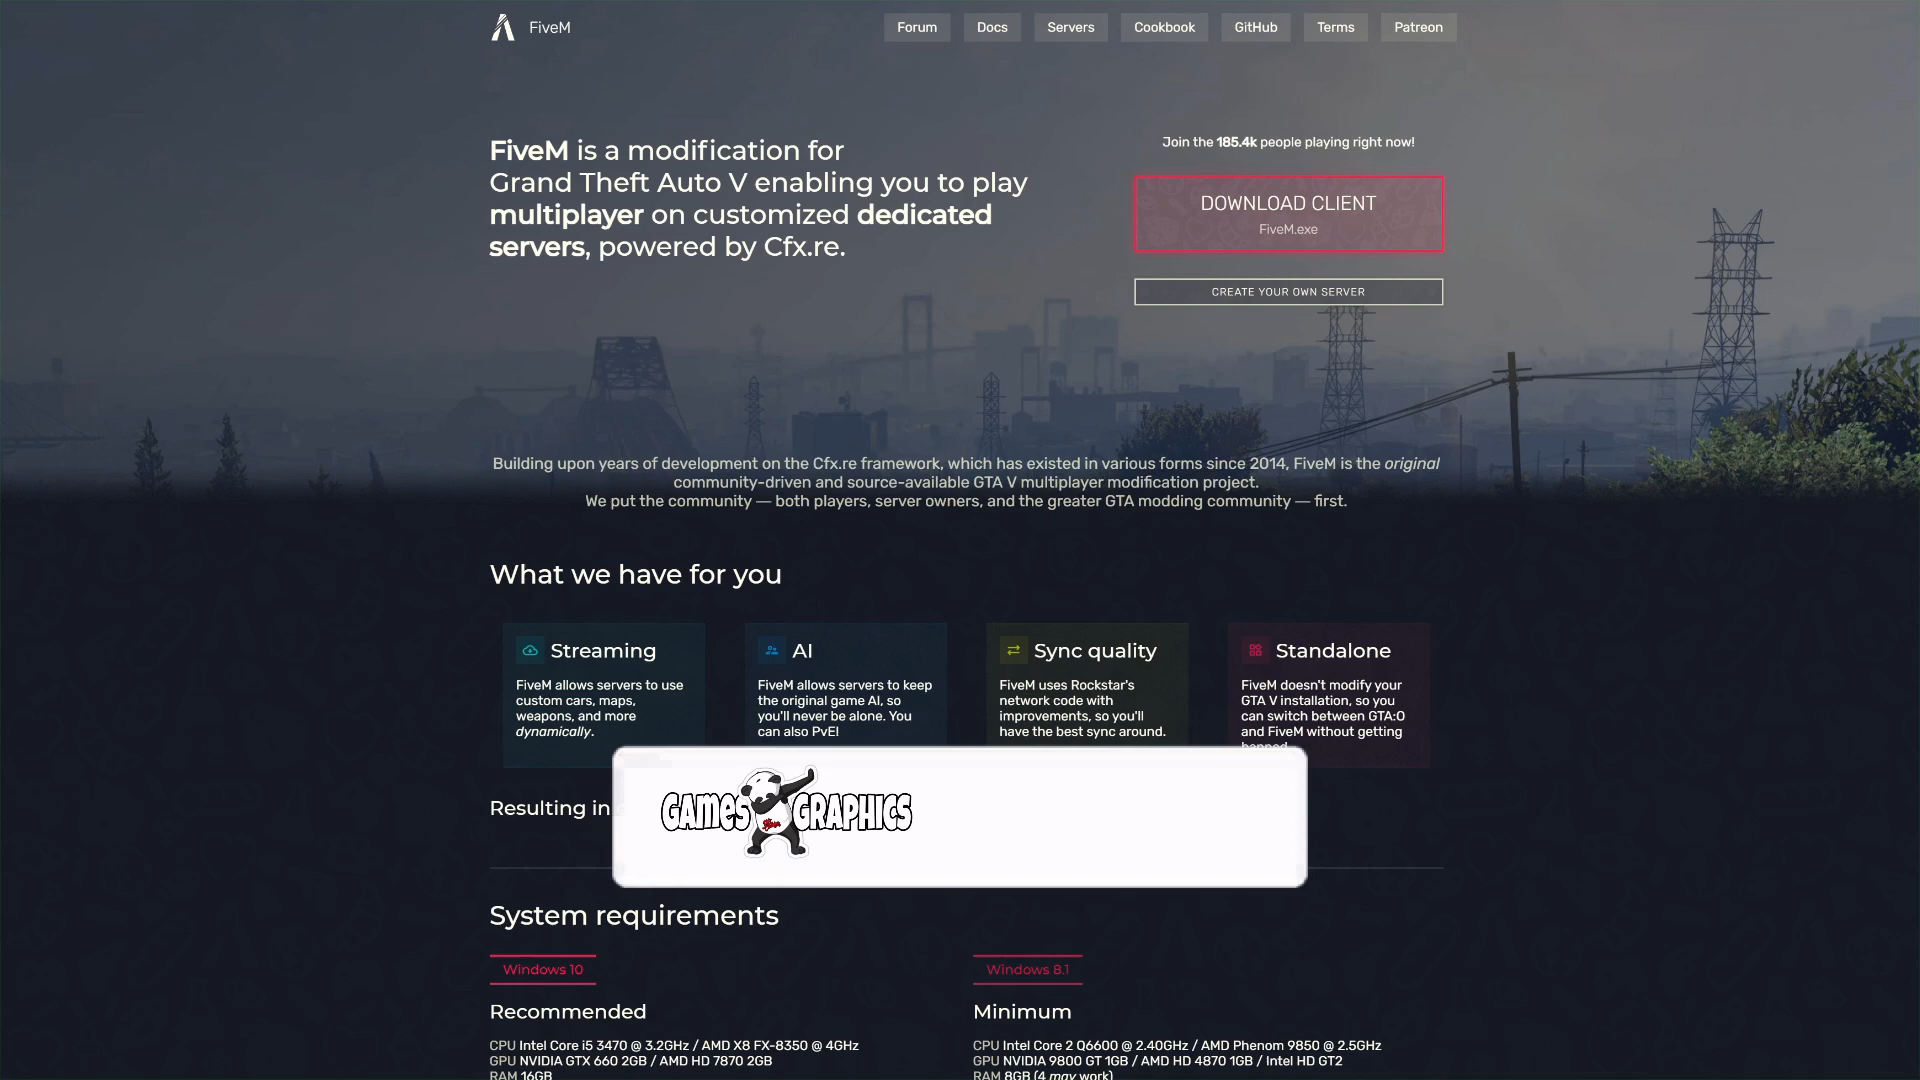 FiveM
Forum
Docs
Servers
Cookbook
GitHub
Terms
Patreon
FiveM is a modification for
Grand Theft Auto V enabling you to play
multiplayer on customized dedicated
servers, powered by Cfx.re.
Join the 185.4k people playing right now!
DOWNLOAD CLIENT
FiveM.exe
CREATE YOUR OWN SERVER
Building upon years of development on the Cfx.re framework, which has existed in various forms since 2014, FiveM is the original
community-driven and source-available GTA V multiplayer modification project.
We put the community — both players, server owners, and the greater GTA modding community — first.
What we have for you
Streaming
FiveM allows servers to use
custom cars, maps,
weapons, and more
dynamically.
AI
FiveM allows servers to keep
the original game AI, so
you'll never be alone. You
can also PvE!
Sync quality
FiveM uses Rockstar's
network code with
improvements, so you'll
have the best sync around.
Standalone
FiveM doesn't modify your
GTA V installation, so you
can switch between GTA:O
and FiveM without getting
banned.
Resulting in
GAMES GRAPHICS
System requirements
Windows 10
Recommended
CPU Intel Core i5 3470 @ 3.2GHz / AMD X8 FX-8350 @ 4GHz
GPU NVIDIA GTX 660 2GB / AMD HD 7870 2GB
RAM 16GB
Windows 8.1
Minimum
CPU Intel Core 2 Q6600 @ 2.40GHz / AMD Phenom 9850 @ 2.5GHz
GPU NVIDIA 9800 GT 1GB / AMD HD 4870 1GB / Intel HD GT2
RAM 8GB (4 may work)